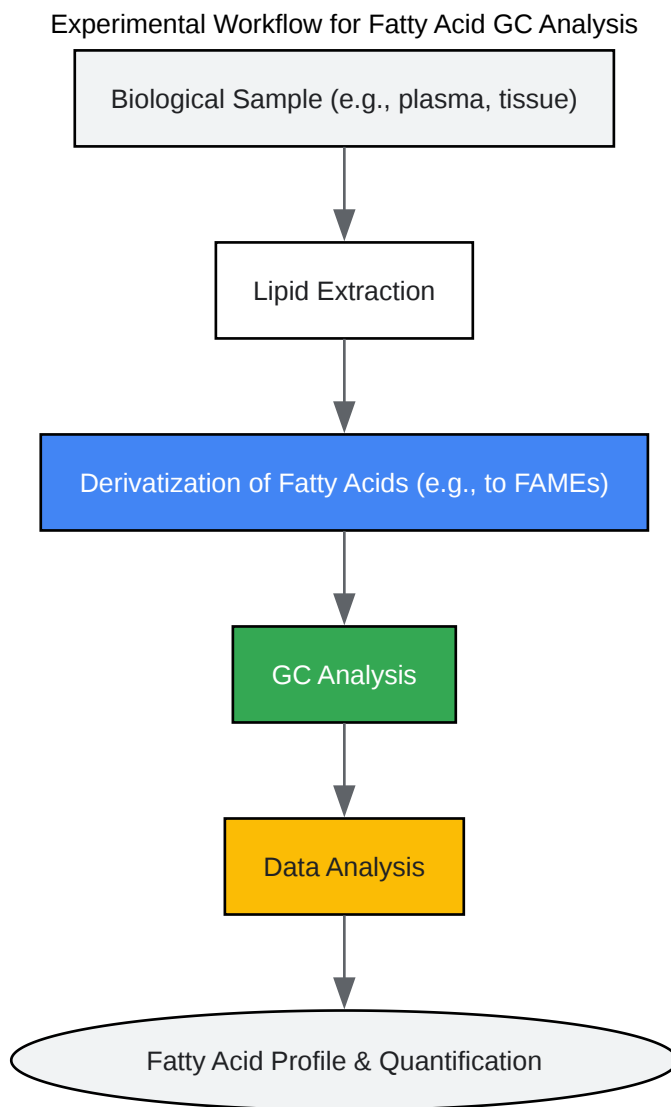 Experimental Workflow for Fatty Acid GC Analysis
Biological Sample (e.g., plasma, tissue)
Lipid Extraction
Derivatization of Fatty Acids (e.g., to FAMEs)
GC Analysis
Data Analysis
Fatty Acid Profile & Quantification